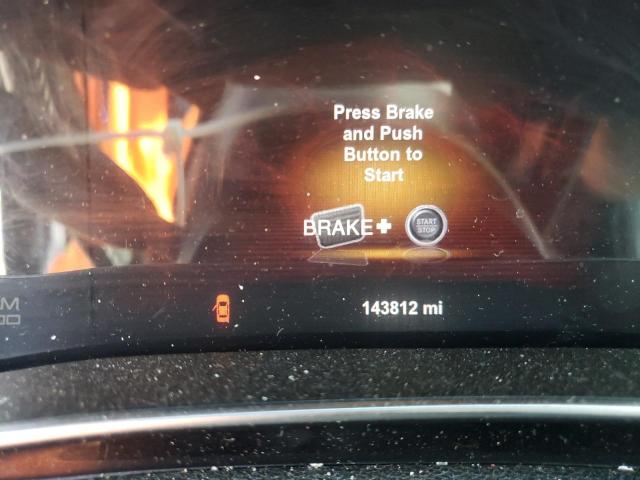 Press Brake
and Push
Button to
Start
BRAKE+
START
STOP
143812 mi